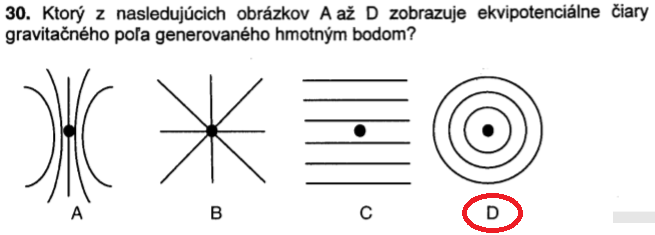 30. Ktorý z nasledujúcich obrázkov A až D zobrazuje ekvipotenciálne čiary
gravitačného poľa generovaného hmotným bodom?
A B C D